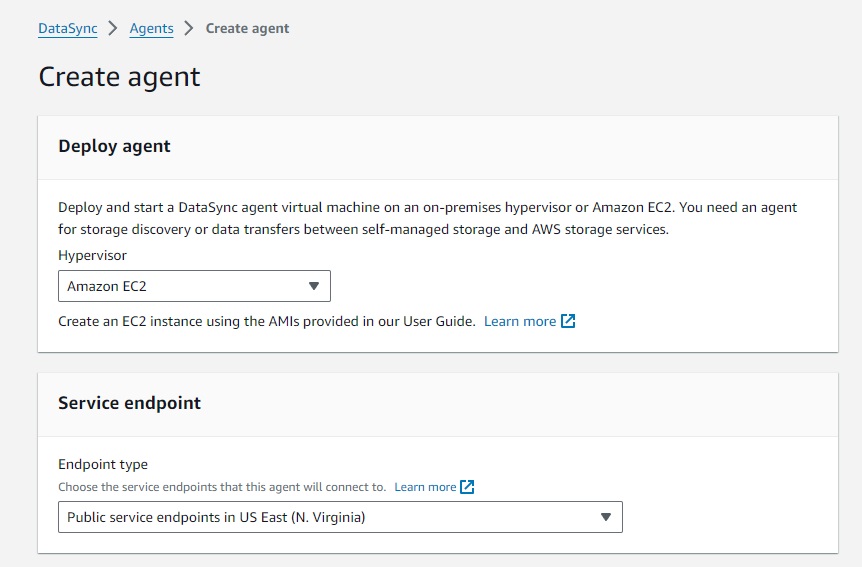 DataSync > Agents > Create agent
Create agent
Deploy agent
Deploy and start a DataSync agent virtual machine on an on-premises hypervisor or Amazon EC2. You need an agent
for storage discovery or data transfers between self-managed storage and AWS storage services.
Hypervisor
Amazon EC2
Create an EC2 instance using the AMIs provided in our User Guide. Learn more
Service endpoint
Endpoint type
Choose the service endpoints that this agent will connect to. Learn more
Public service endpoints in US East (N. Virginia)